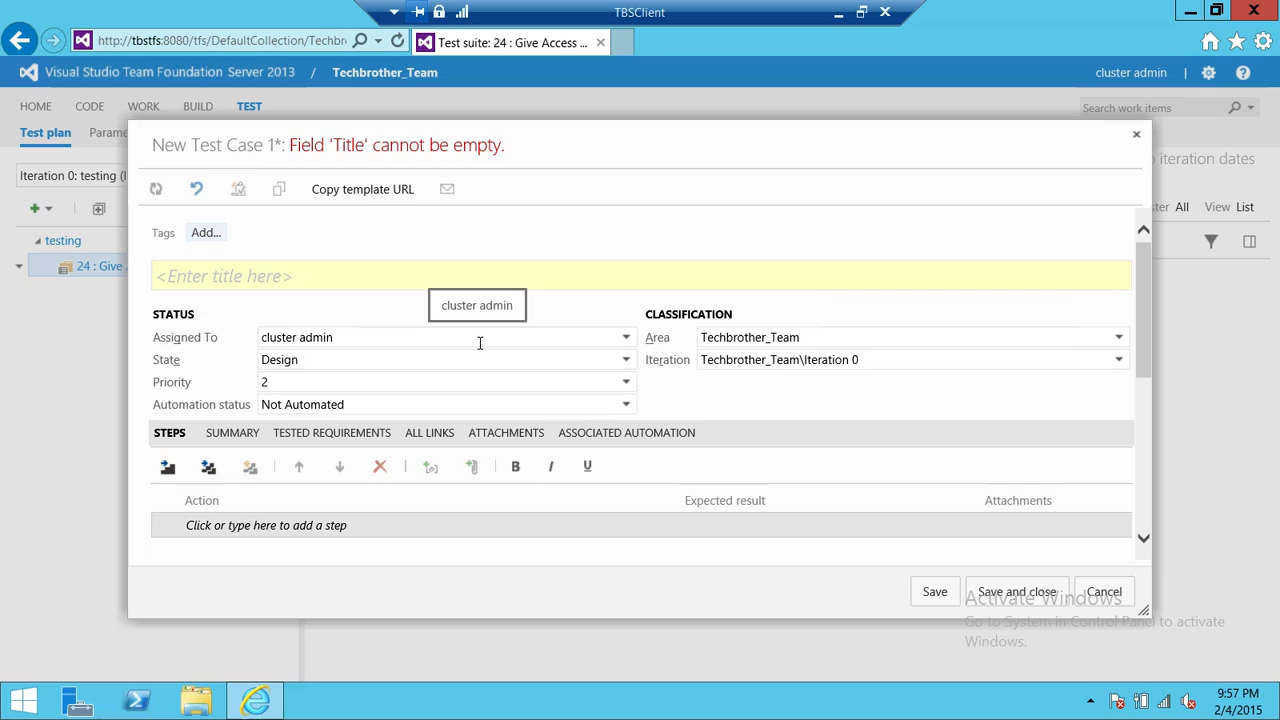 TBSClient
http://tbstfs:8080/tfs/DefaultCollection/Techbr
Test suite: 24 : Give Access ...
Visual Studio Team Foundation Server 2013 / Techbrother_Team
cluster admin
HOME CODE WORK BUILD TEST
Search work items
Test plan Parame
Iteration 0: testing (I
o iteration dates
ster All View List
testing
24 : Give A
New Test Case 1*: Field 'Title' cannot be empty.
Copy template URL
Tags Add...
<Enter title here>
cluster admin
STATUS
CLASSIFICATION
Assigned To cluster admin
Area Techbrother_Team
State Design
Iteration Techbrother_Team\Iteration 0
Priority 2
Automation status Not Automated
STEPS SUMMARY TESTED REQUIREMENTS ALL LINKS ATTACHMENTS ASSOCIATED AUTOMATION
B I U
Action Expected result Attachments
Click or type here to add a step
Save Save and close Cancel
Activate Windows
Go to System in Control Panel to activate
Windows.
9:57 PM
2/4/2015